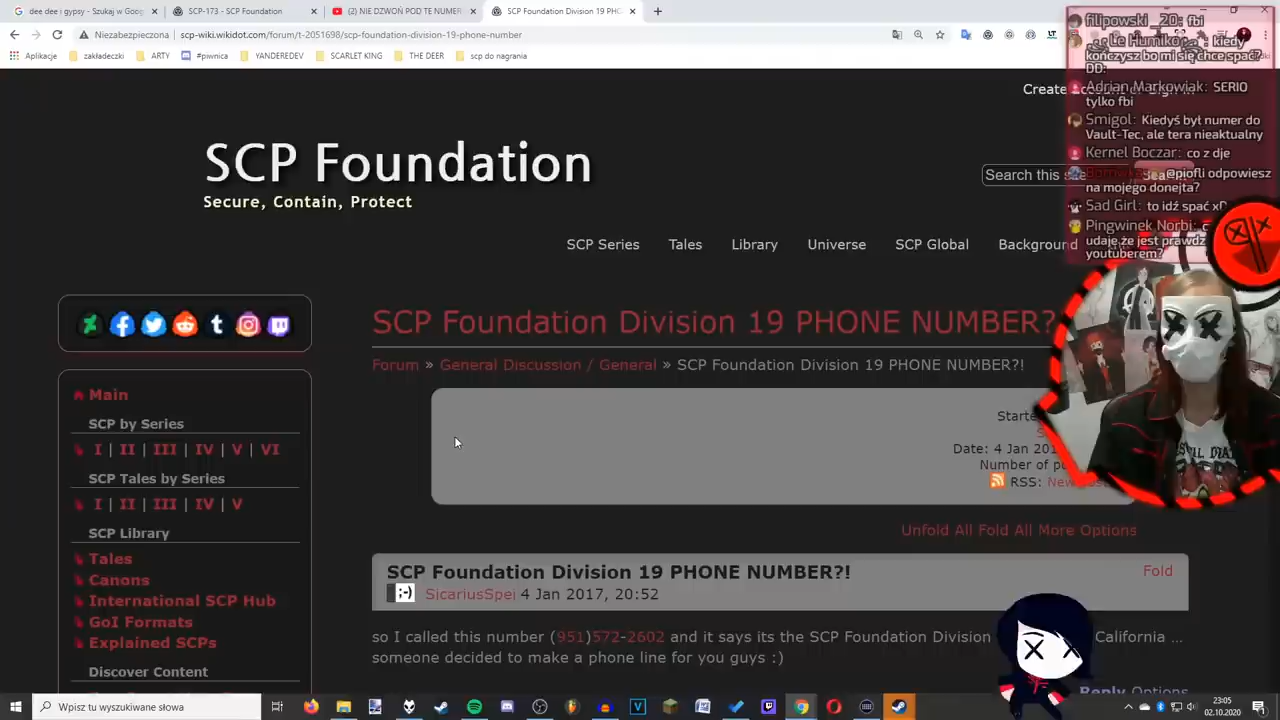 dee dee i gypsy - Szukaj w Goog
SCP-173 - SCP Foundation
(2) NIE DZWOŃ POD TE NUMER
SCP Foundation Division 19 PHO
Niezabezpieczona
scp-wiki.wikidot.com/forum/t-2051698/scp-foundation-division-19-phone-number
Aplikacje
zakładeczki
ARTY
#piwnica
YANDEREDEV
SCARLET KING
THE DEER
scp do nagrania
filipowski_20: fbi
Le Humiko: kiedy
kończysz bo mi się chce spać?
DD:
Adrian Markowiak: SERIO
tylko fbi
Smigol: Kiedyś był numer do
Vault-Tec, ale tera nieaktualny
Kernel Boczar: co z dje
@piofli odpowiesz
na mojego donejta?
Sad Girl: to idź spać xD
Pingwinek Norbi:
udaję że jest prawdz
youtuberem?
SCP Foundation
Secure, Contain, Protect
Search this site
SCP Series
Tales
Library
Universe
SCP Global
Background
Main
SCP by Series
I | II | III | IV | V | VI
SCP Tales by Series
I | II | III | IV | V
SCP Library
Tales
Canons
International SCP Hub
GoI Formats
Explained SCPs
Discover Content
SCP Foundation Division 19 PHONE NUMBER?
Forum » General Discussion / General » SCP Foundation Division 19 PHONE NUMBER?!
Starte
Date: 4 Jan 201
Number of po
RSS: New
Unfold All Fold All More Options
SCP Foundation Division 19 PHONE NUMBER?!
Fold
SicariusSpei 4 Jan 2017, 20:52
so I called this number (951)572-2602 and it says its the SCP Foundation Division California ...
someone decided to make a phone line for you guys :)
Reply Options
Wpisz tu wyszukiwane słowa
23:05
02.10.2020